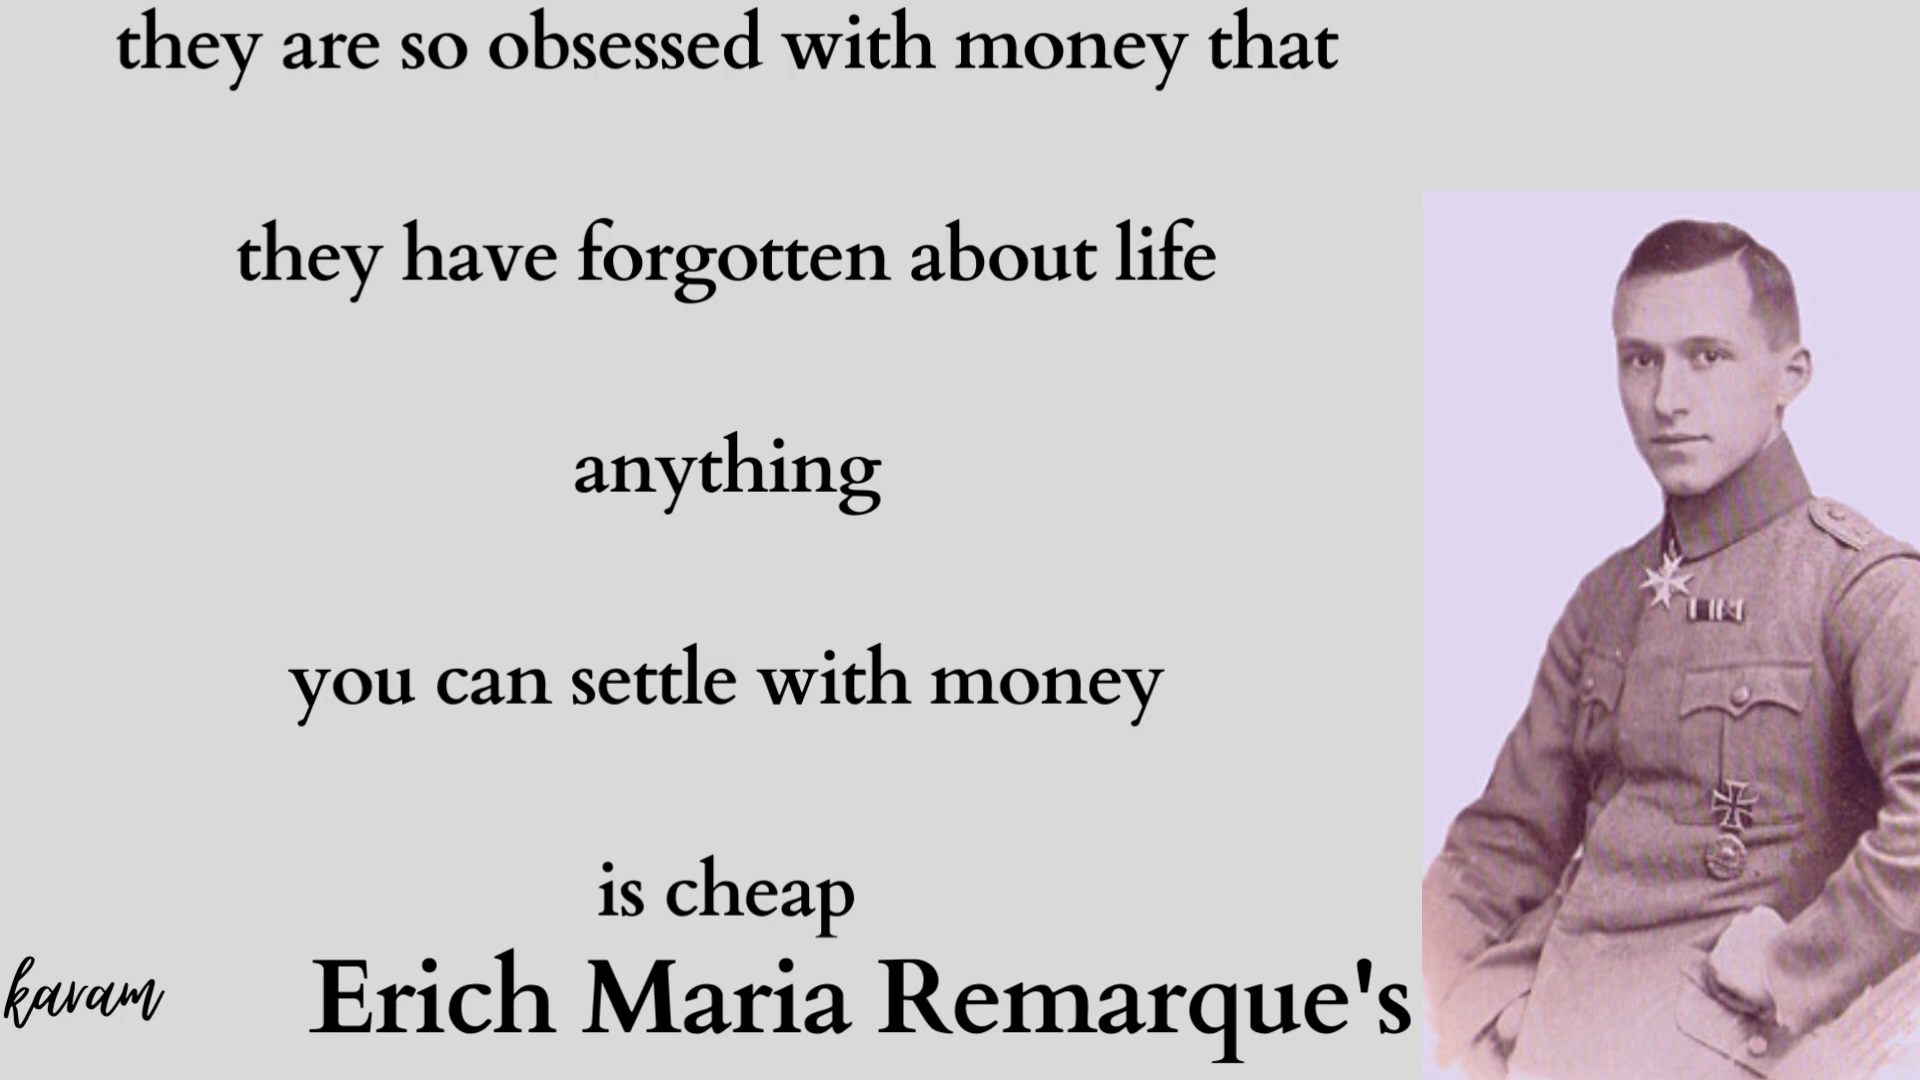 they are so obsessed with money that
they have forgotten about life
anything
you can settle with money
is cheap
Erich Maria Remarque's
karam